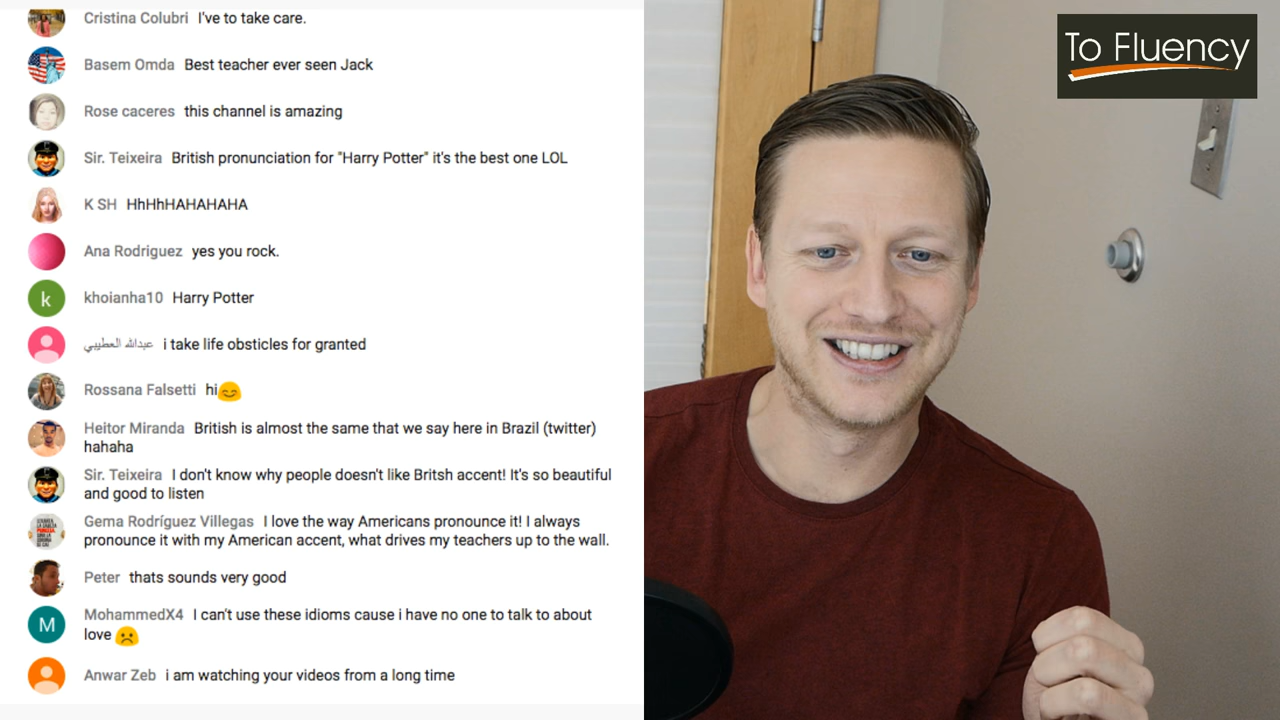 Cristina Colubri I've to take care.
Basem Omda Best teacher ever seen Jack
Rose caceres this channel is amazing
Sir. Teixeira British pronunciation for "Harry Potter" it's the best one LOL
K SH HhHhHAHAHAHA
Ana Rodriguez yes you rock.
k khoianha10 Harry Potter
عبدالله العطيبي i take life obsticles for granted
Rossana Falsetti hi😊
Heitor Miranda British is almost the same that we say here in Brazil (twitter)
hahaha
Sir. Teixeira I don't know why people doesn't like Britsh accent! It's so beautiful
and good to listen
Gema Rodríguez Villegas I love the way Americans pronounce it! I always
pronounce it with my American accent, what drives my teachers up to the wall.
Peter thats sounds very good
M MohammedX4 I can't use these idioms cause i have no one to talk to about
love ☹️
Anwar Zeb i am watching your videos from a long time
To Fluency